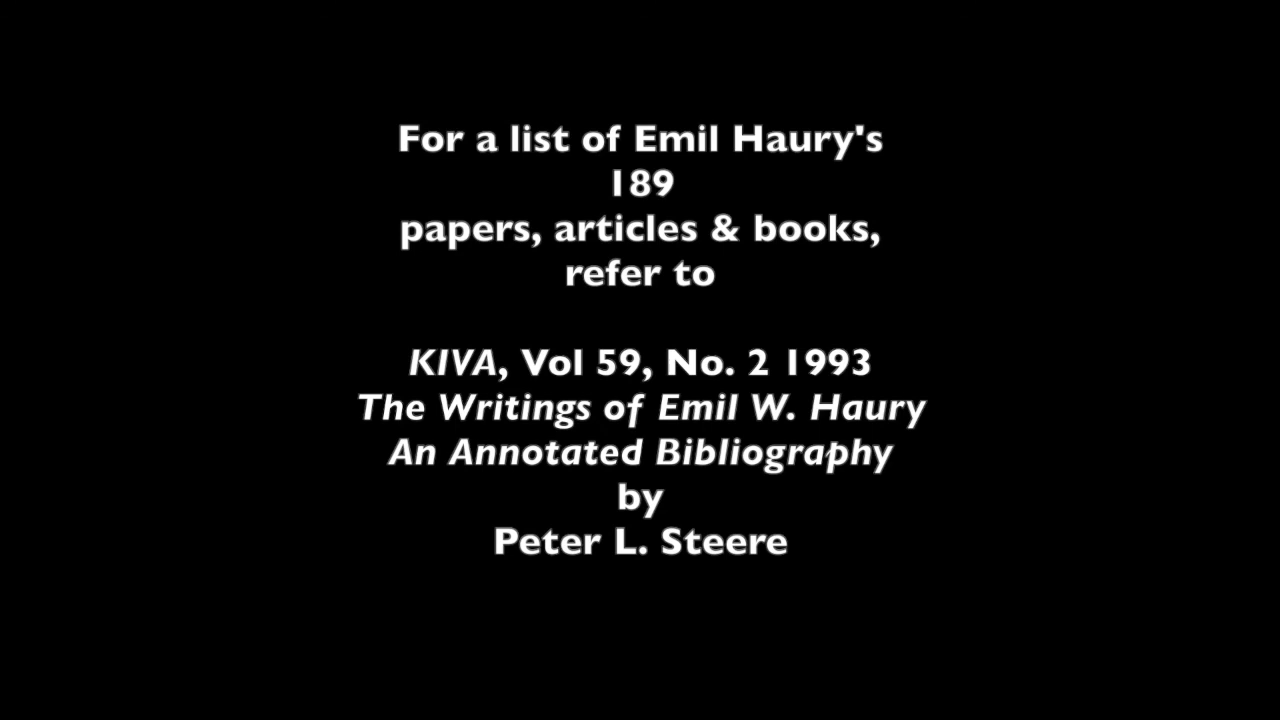 For a list of Emil Haury's
189
papers, articles & books,
refer to
KIVA, Vol 59, No. 2 1993
The Writings of Emil W. Haury
An Annotated Bibliography
by
Peter L. Steere